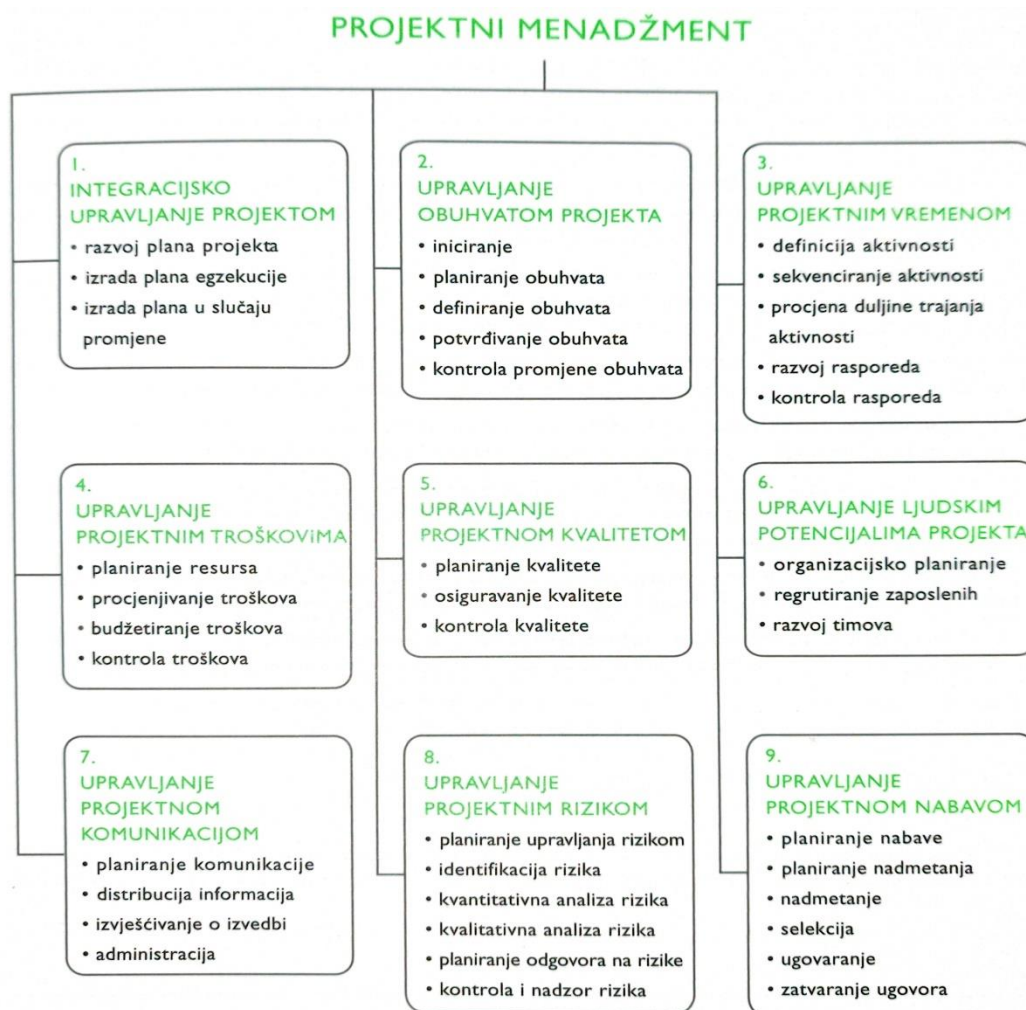 PROJEKTNI MENADŽMENT
1.
INTEGRACIJSKO
UPRAVLJANJE PROJEKTOM
• razvoj plana projekta
• izrada plana egzekucije
• izrada plana u slučaju
promjene
2.
UPRAVLJANJE
OBUHVATOM PROJEKTA
• iniciranje
• planiranje obuhvata
• definiranje obuhvata
• potvrđivanje obuhvata
• kontrola promjene obuhvata
3.
UPRAVLJANJE
PROJEKTNIM VREMENOM
• definicija aktivnosti
• sekvenciranje aktivnosti
• procjena duljine trajanja
aktivnosti
• razvoj rasporeda
• kontrola rasporeda
4.
UPRAVLJANJE
PROJEKTNIM TROŠKOViMA
• planiranje resursa
• procjenjivanje troškova
• budžetiranje troškova
• kontrola troškova
5.
UPRAVLJANJE
PROJEKTNOM KVALITETOM
• planiranje kvalitete
• osiguravanje kvalitete
• kontrola kvalitete
6.
UPRAVLJANJE LJUDSKIM
POTENCIJALIMA PROJEKTA
• organizacijsko planiranje
• regrutiranje zaposlenih
• razvoj timova
7.
UPRAVLJANJE
PROJEKTNOM
KOMUNIKACIJOM
• planiranje komunikacije
• distribucija informacija
• izvješćivanje o izvedbi
• administracija
8.
UPRAVLJANJE
PROJEKTNIM RIZIKOM
• planiranje upravljanja rizikom
• identifikacija rizika
• kvantitativna analiza rizika
• kvalitativna analiza rizika
• planiranje odgovora na rizike
• kontrola i nadzor rizika
9.
UPRAVLJANJE
PROJEKTNOM NABAVOM
• planiranje nabave
• planiranje nadmetanja
• nadmetanje
• selekcija
• ugovaranje
• zatvaranje ugovora